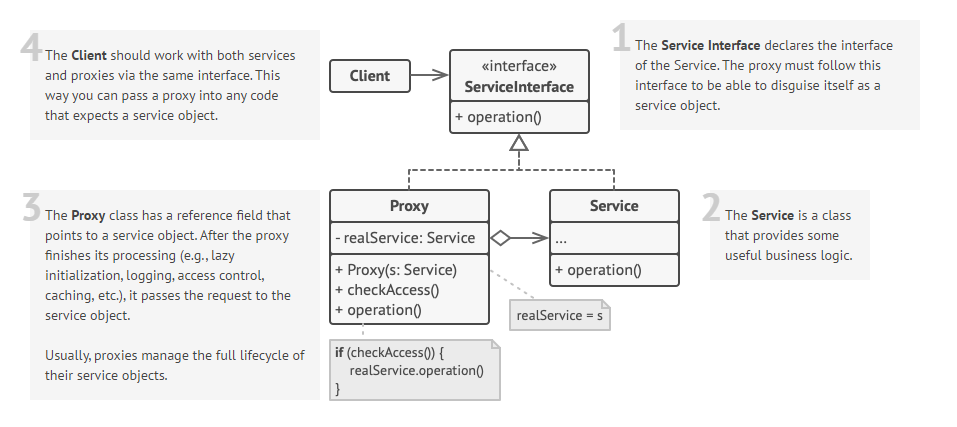 4
The Client should work with both services
and proxies via the same interface. This
way you can pass a proxy into any code
that expects a service object.
Client
«interface»
ServiceInterface
+ operation()
1
The Service Interface declares the interface
of the Service. The proxy must follow this
interface to be able to disguise itself as a
service object.
3
The Proxy class has a reference field that
points to a service object. After the proxy
finishes its processing (e.g., lazy
initialization, logging, access control,
caching, etc.), it passes the request to the
service object.
Usually, proxies manage the full lifecycle of
their service objects.
Proxy
- realService: Service
+ Proxy(s: Service)
+ checkAccess()
+ operation()
Service
...
+ operation()
2
The Service is a class
that provides some
useful business logic.
realService = s
if (checkAccess()) {
realService.operation()
}